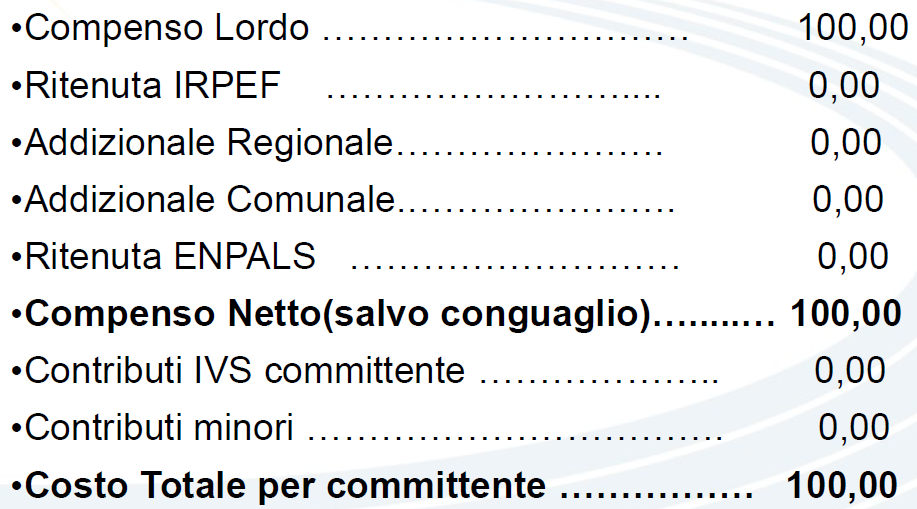 •Compenso Lordo ………………………… 100,00
•Ritenuta IRPEF …………………….... 0,00
•Addizionale Regionale…………………. 0,00
•Addizionale Comunale.…………………. 0,00
•Ritenuta ENPALS ……………………… 0,00
•Compenso Netto(salvo conguaglio)….....… 100,00
•Contributi IVS committente ……………….. 0,00
•Contributi minori ……………………………. 0,00
•Costo Totale per committente ……………… 100,00